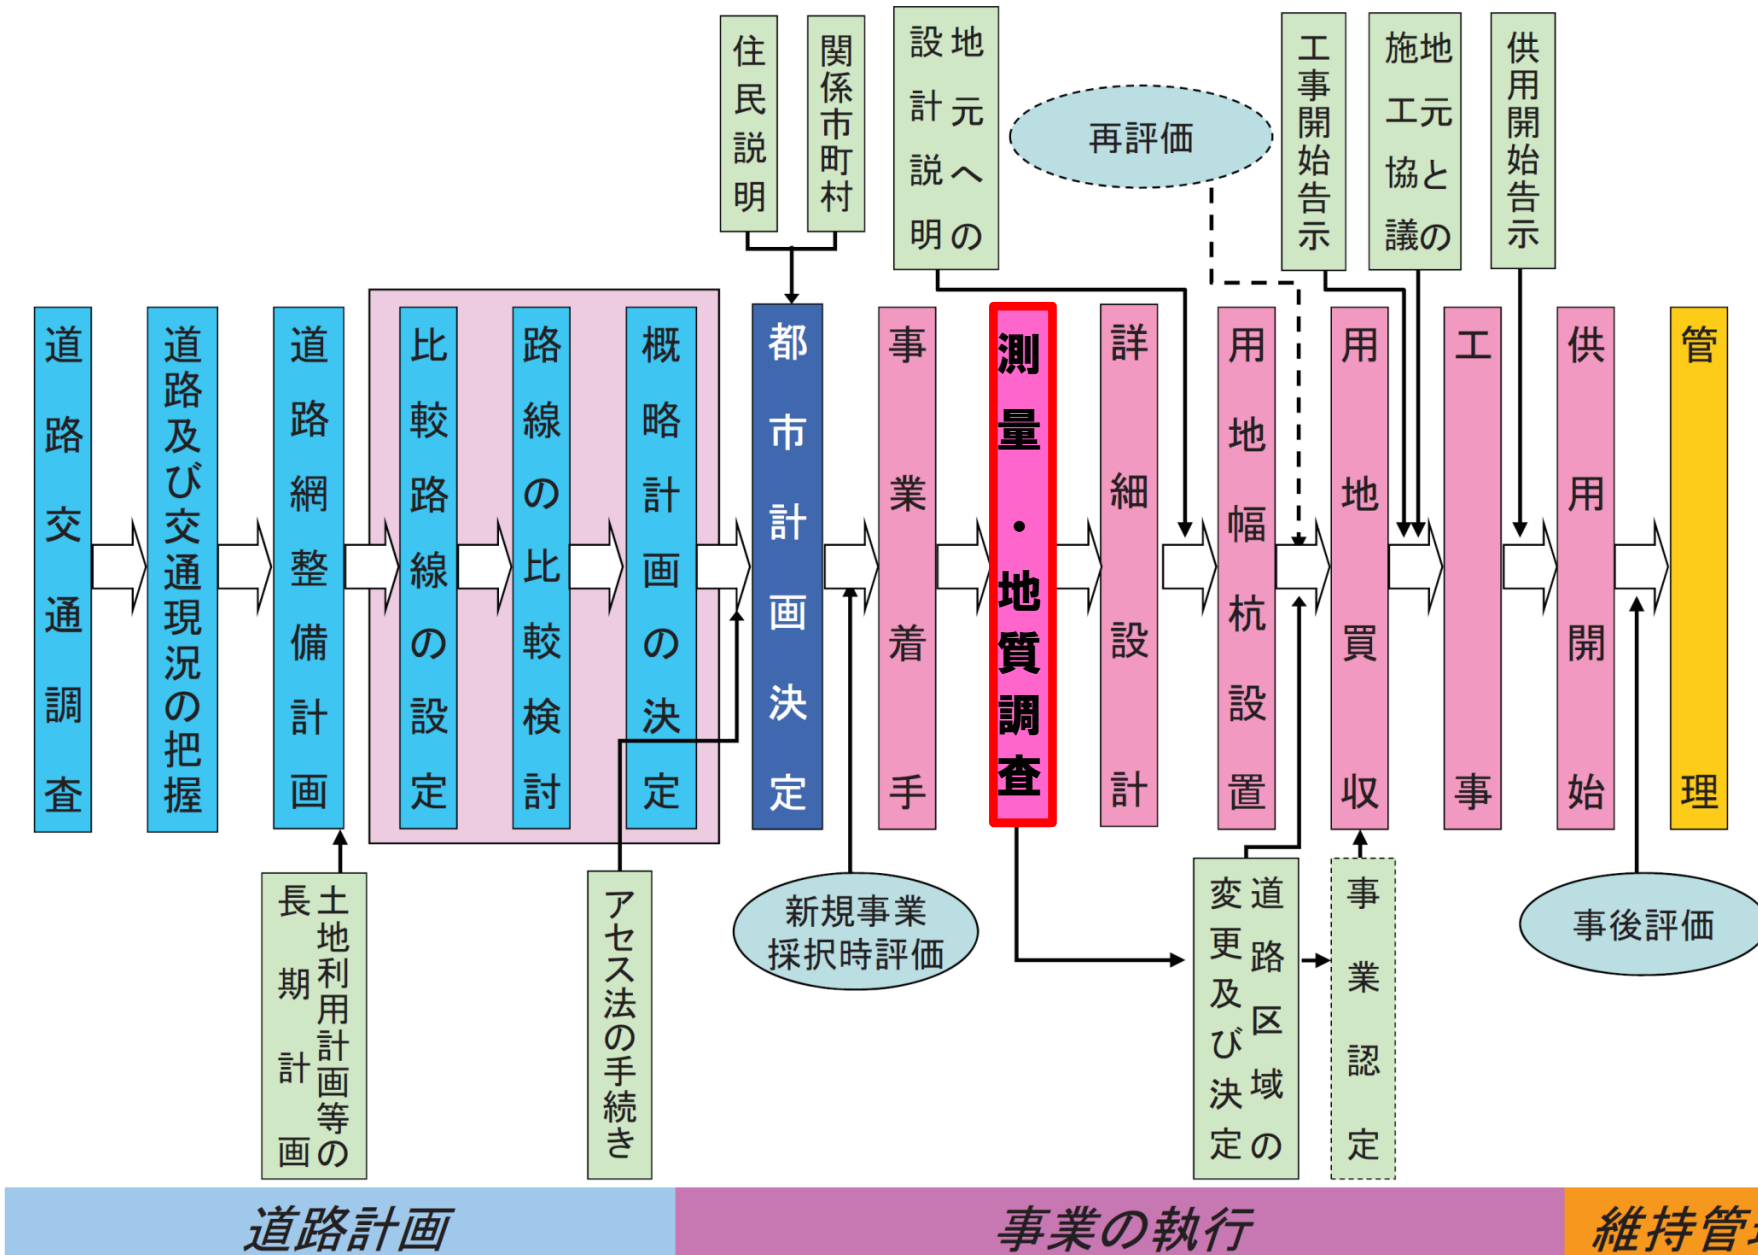 住民説明
関係市町村
地元への
設計説明
再評価
工事開始告示
地元との
施工協議
供用開始告示
道路交通調査
道路及び交通現況の把握
道路網整備計画
比較路線の設定
路線の比較検討
概略計画の決定
都市計画決定
事業着手
測量・地質調査
詳細設計
用地幅杭設置
用地買収
工事
供用開始
管理
土地利用計画等の
長期計画
アセス法の手続き
新規事業
採択時評価
道路区域の
変更及び決定
事業認定
事後評価
道路計画
事業の執行
維持管